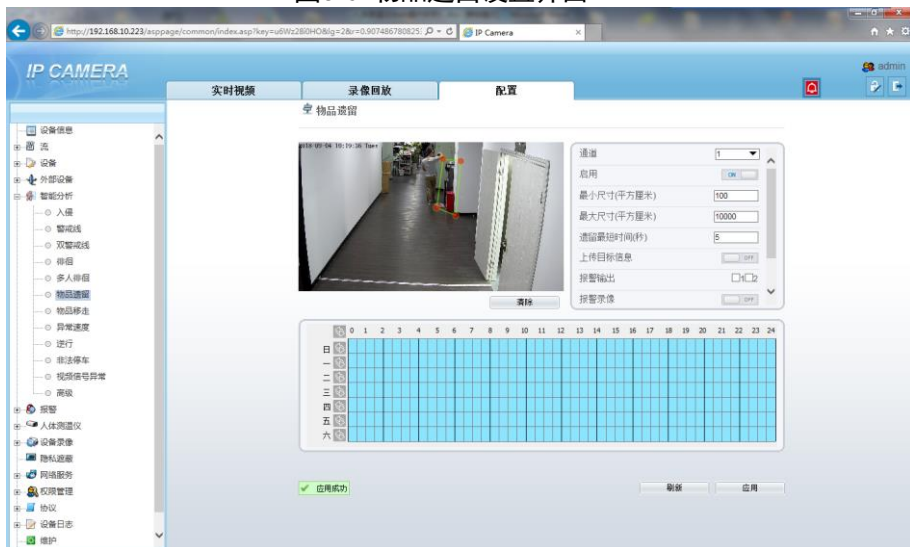 http://192.168.10.223/asppage/common/index.asp?key=u6Wz2Bl0HO&lg=2&r=0.907486780825
IP Camera
IP CAMERA
admin
实时视频
录像回放
配置
物品遗留
设备信息
流
设备
外部设备
智能分析
入侵
警戒线
双警戒线
徘徊
多人徘徊
物品遗留
物品移走
异常速度
逆行
非法停车
视频信号异常
高级
报警
人体测温仪
设备录像
隐私遮蔽
网络服务
权限管理
协议
设备日志
维护
通道 1
启用 ON
最小尺寸(平方厘米) 100
最大尺寸(平方厘米) 10000
遗留最短时间(秒) 5
上传目标信息 OFF
报警输出 1 2
报警录像 OFF
清除
0 1 2 3 4 5 6 7 8 9 10 11 12 13 14 15 16 17 18 19 20 21 22 23 24
日
一
二
三
四
五
六
应用成功
刷新
应用